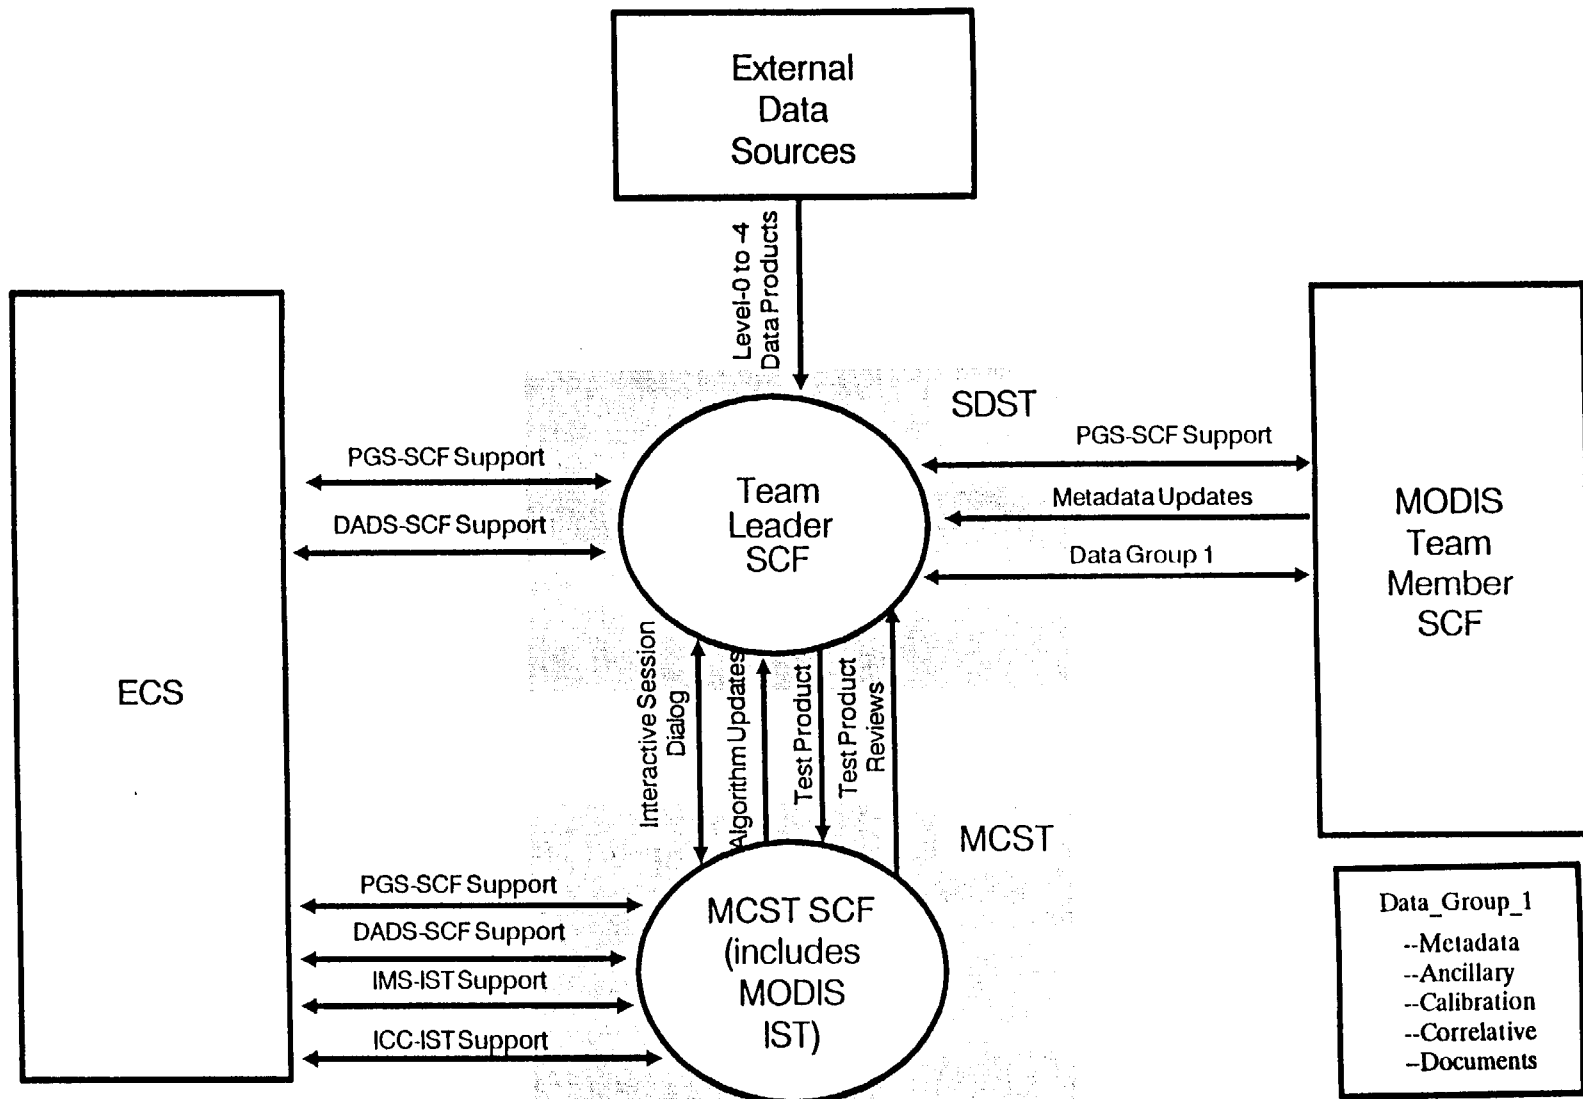 External
Data
Sources
Level-0 to -4
Data Products
SDST
PGS-SCF Support
DADS-SCF Support
Team
Leader
SCF
PGS-SCF Support
Metadata Updates
Data Group 1
MODIS
Team
Member
SCF
ECS
Interactive Session
Dialog
Algorithm Updates
Test Product
Test Product
Reviews
MCST
PGS-SCF Support
DADS-SCF Support
IMS-IST Support
ICC-IST Support
MCST SCF
(includes
MODIS
IST)
Data_Group_1
--Metadata
--Ancillary
--Calibration
--Correlative
--Documents